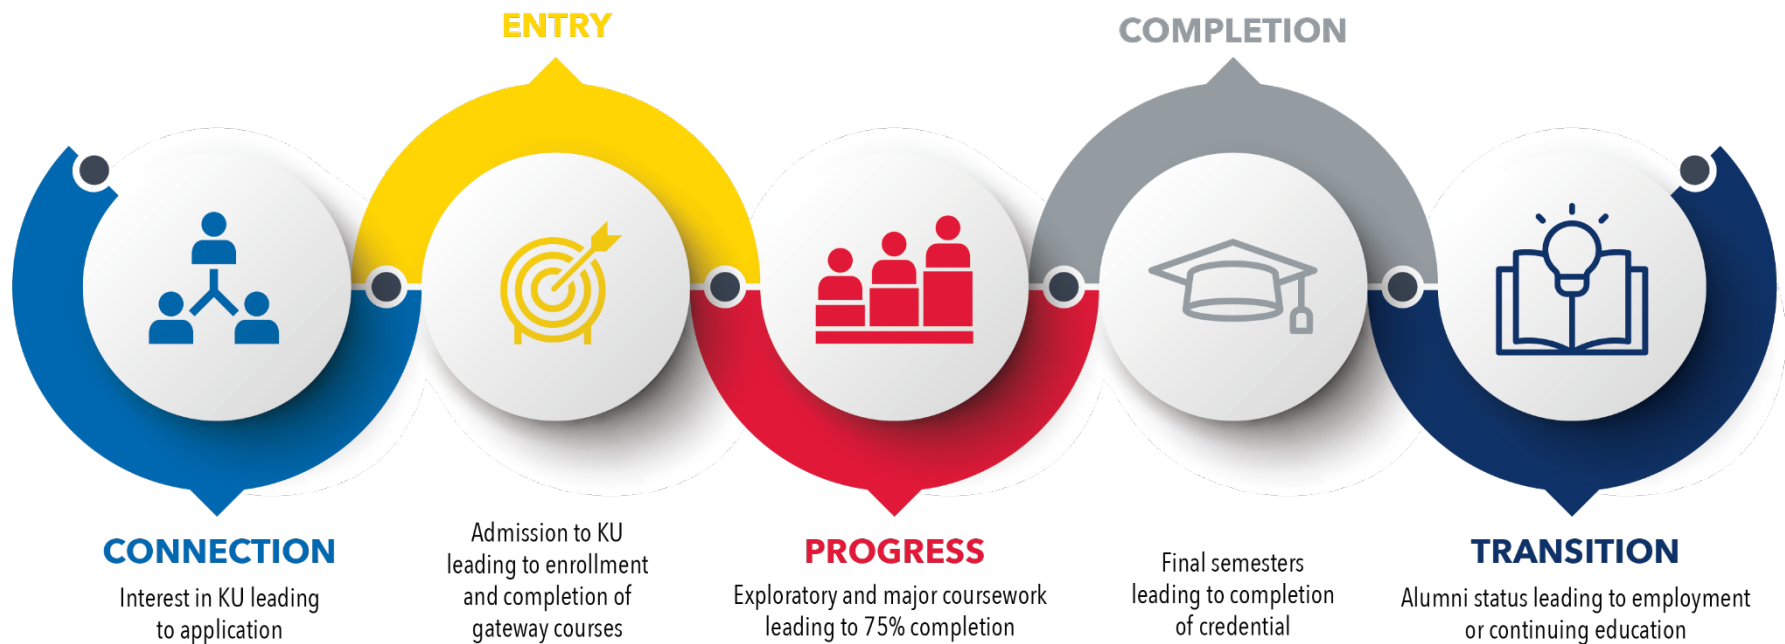 ENTRY
COMPLETION
CONNECTION
Interest in KU leading
to application
Admission to KU
leading to enrollment
and completion of
gateway courses
PROGRESS
Exploratory and major coursework
leading to 75% completion
Final semesters
leading to completion
of credential
TRANSITION
Alumni status leading to employment
or continuing education